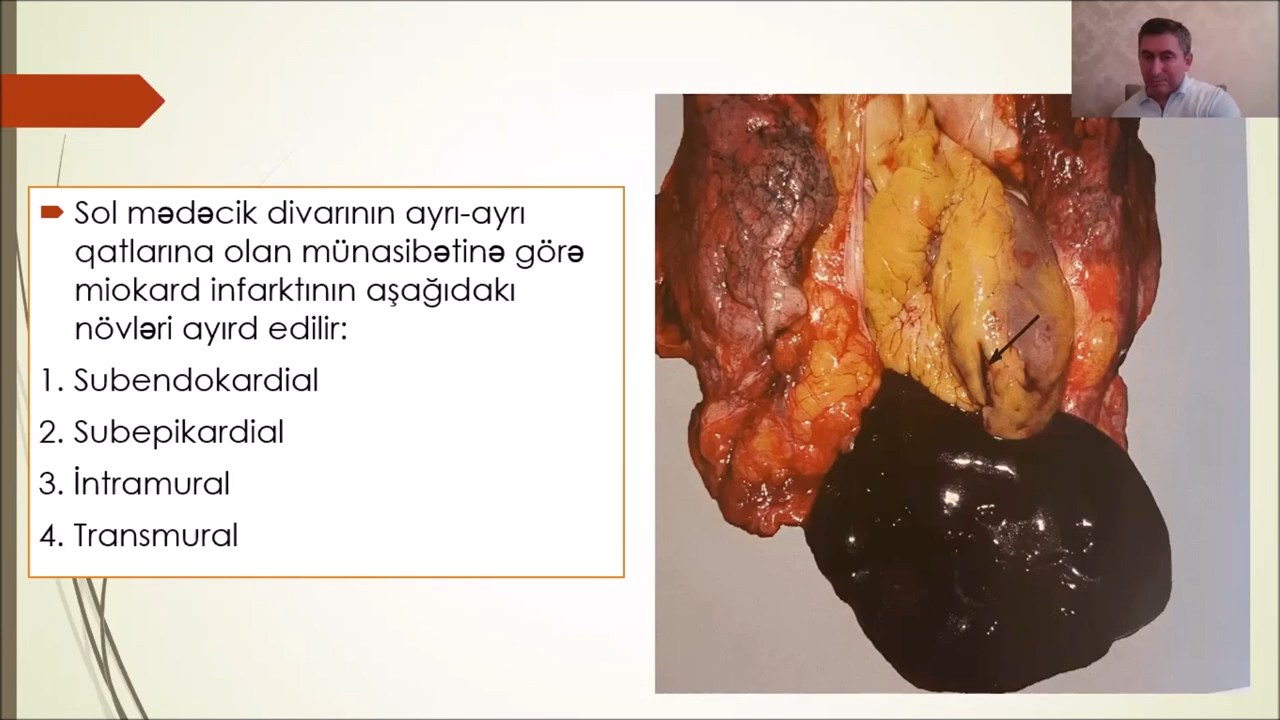 Sol mədəcik divarının ayrı-ayrı
qatlarına olan münasibətinə görə
miokard infarktının aşağıdakı
növləri ayırd edilir:
1. Subendokardial
2. Subepikardial
3. İntramural
4. Transmural